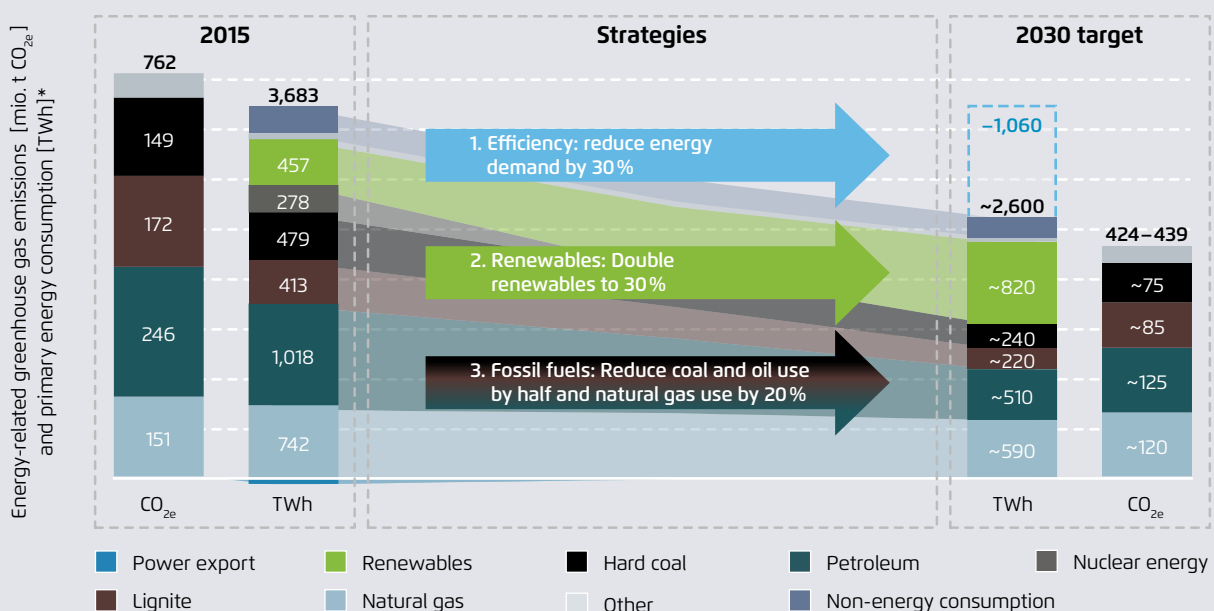 Energy-related greenhouse gas emissions [mio. t CO2e]
and primary energy consumption [TWh]*
2015
762
149
172
246
151
CO2e
3,683
457
278
479
413
1,018
742
TWh
Strategies
1. Efficiency: reduce energy
demand by 30 %
2. Renewables: Double
renewables to 30 %
3. Fossil fuels: Reduce coal and oil use
by half and natural gas use by 20 %
2030 target
–1,060
~2,600
~820
~240
~220
~510
~590
TWh
424–439
~75
~85
~125
~120
CO2e
Power export
Renewables
Hard coal
Petroleum
Nuclear energy
Lignite
Natural gas
Other
Non-energy consumption